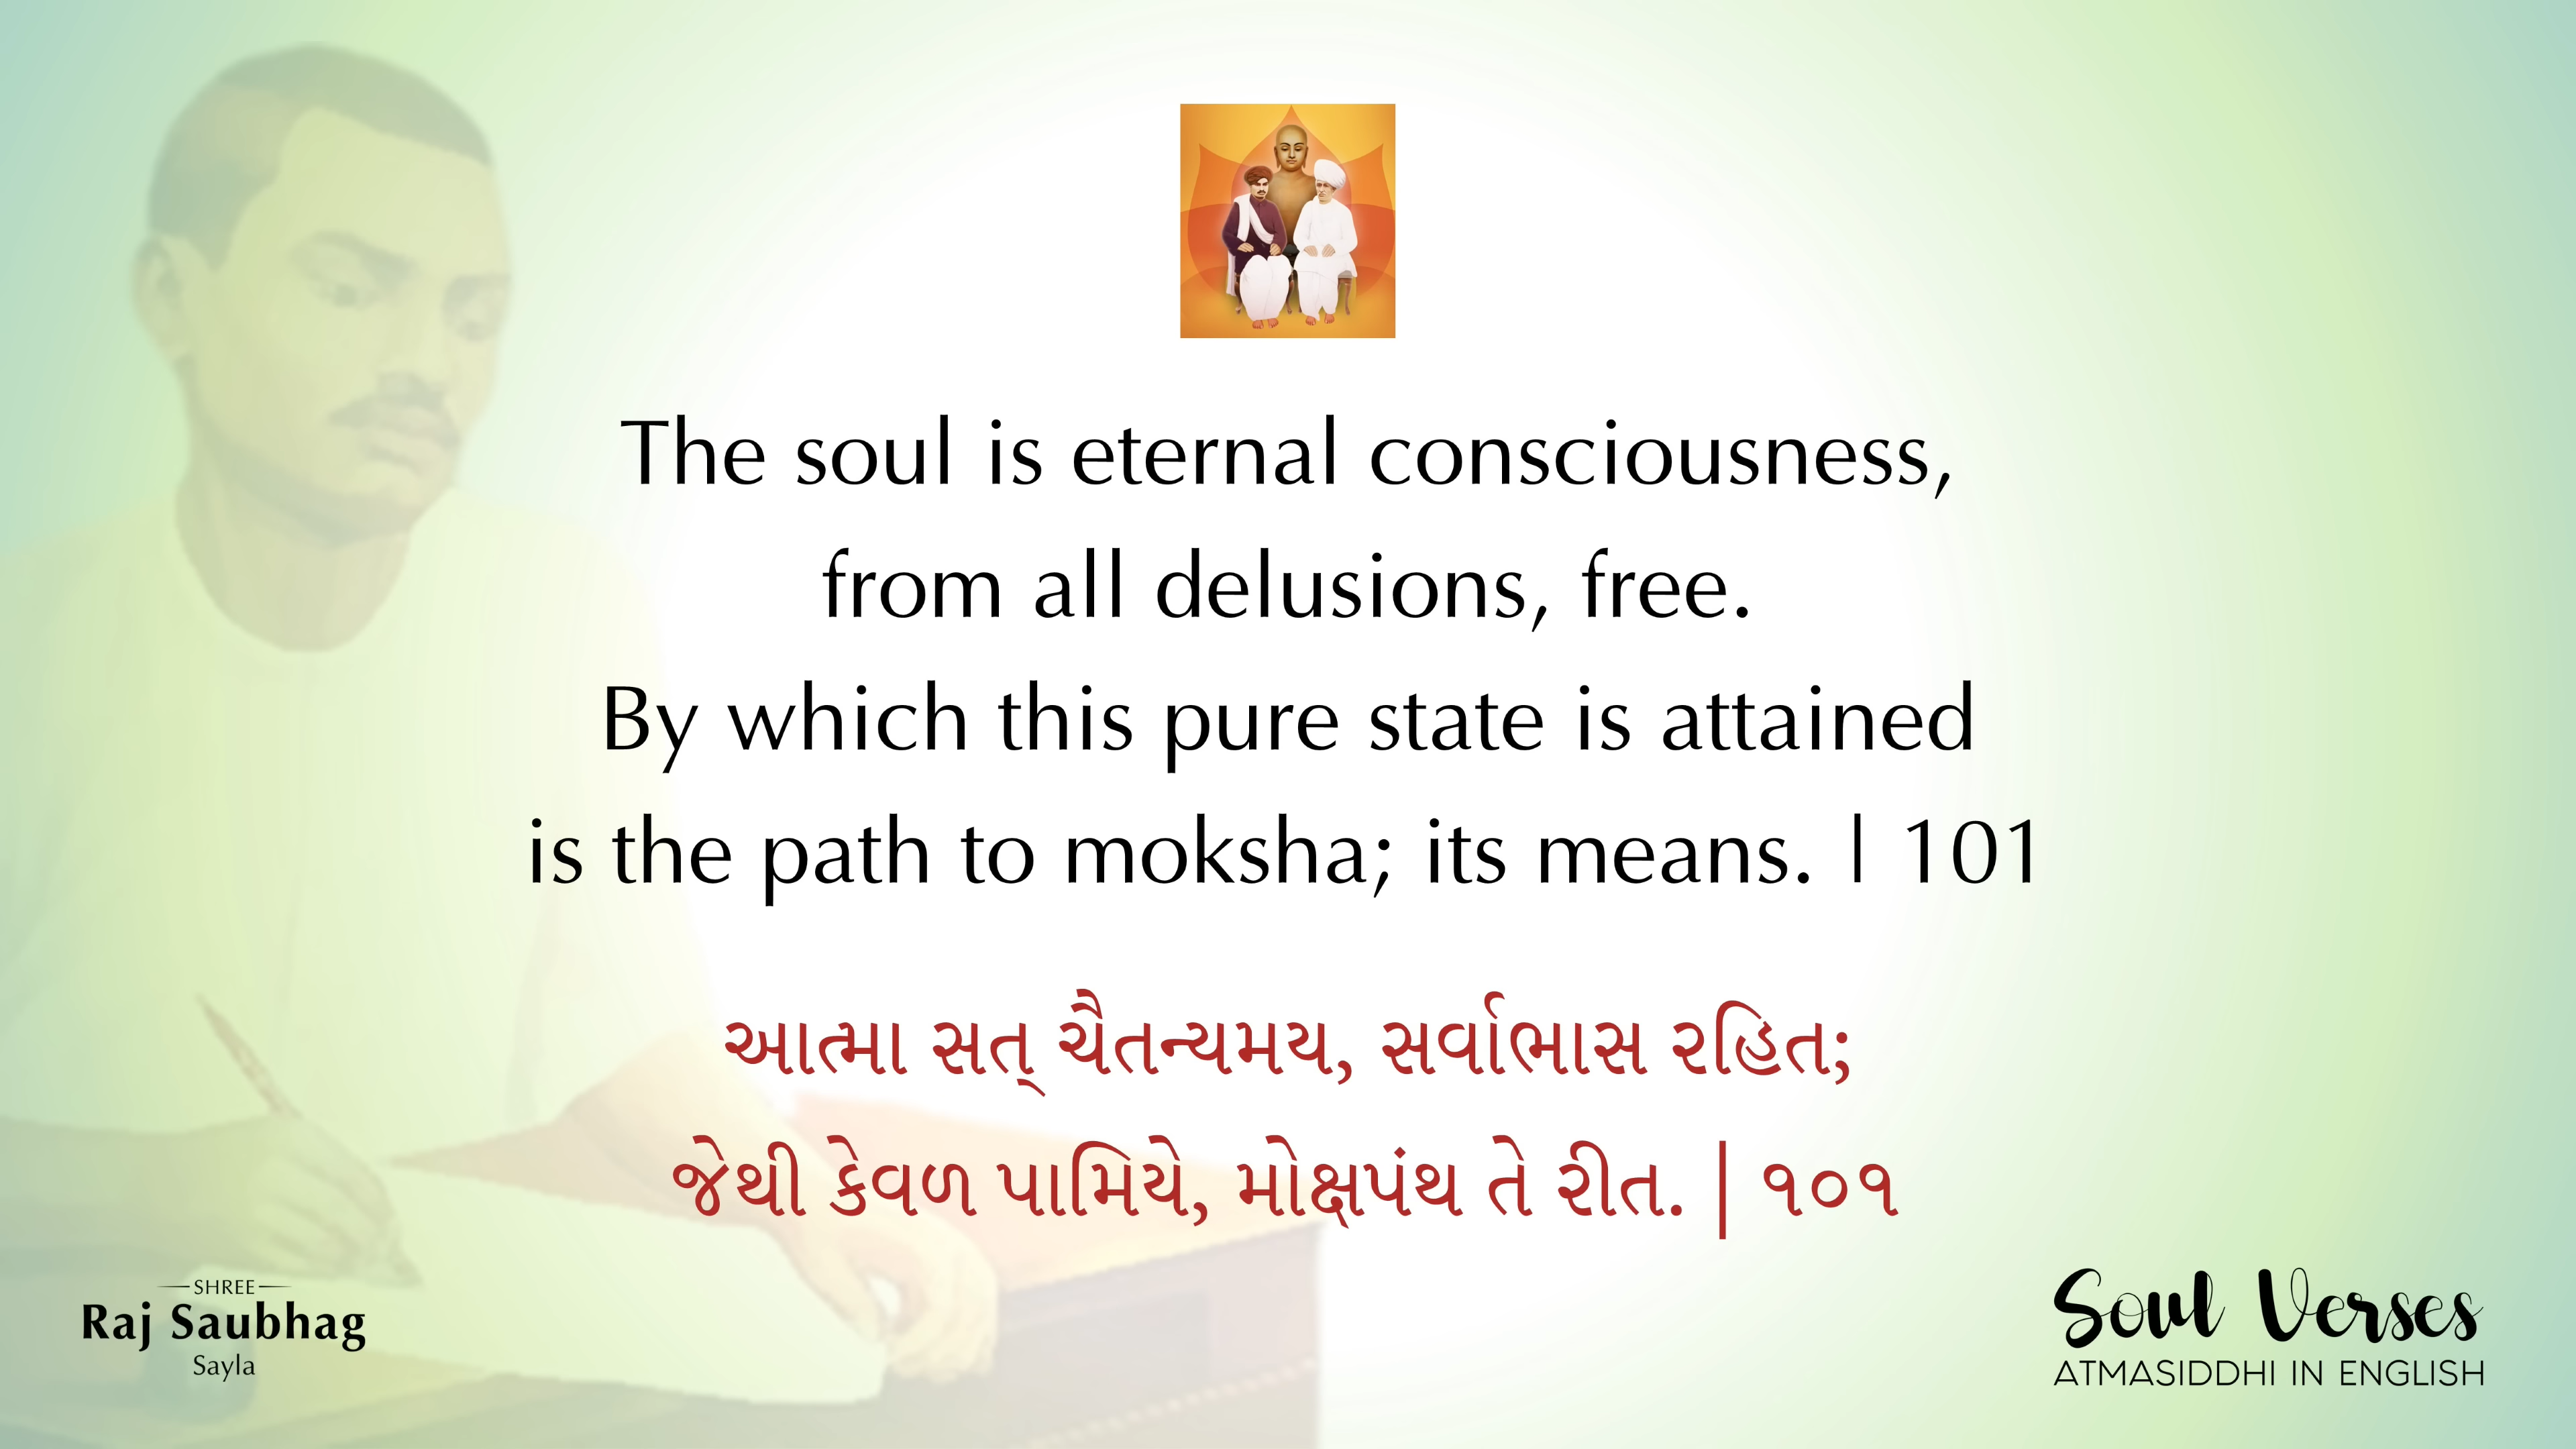 The soul is eternal consciousness,
from all delusions, free.
By which this pure state is attained
is the path to moksha; its means. | 101
આત્મા સત્ ચૈતન્યમય, સર્વાભાસ રહિત;
જેથી કેવળ પામિયે, મોક્ષપંથ તે રીત. | ૧૦૧
SHREE
Raj Saubhag
Sayla
Soul Verses
ATMASIDDHI IN ENGLISH